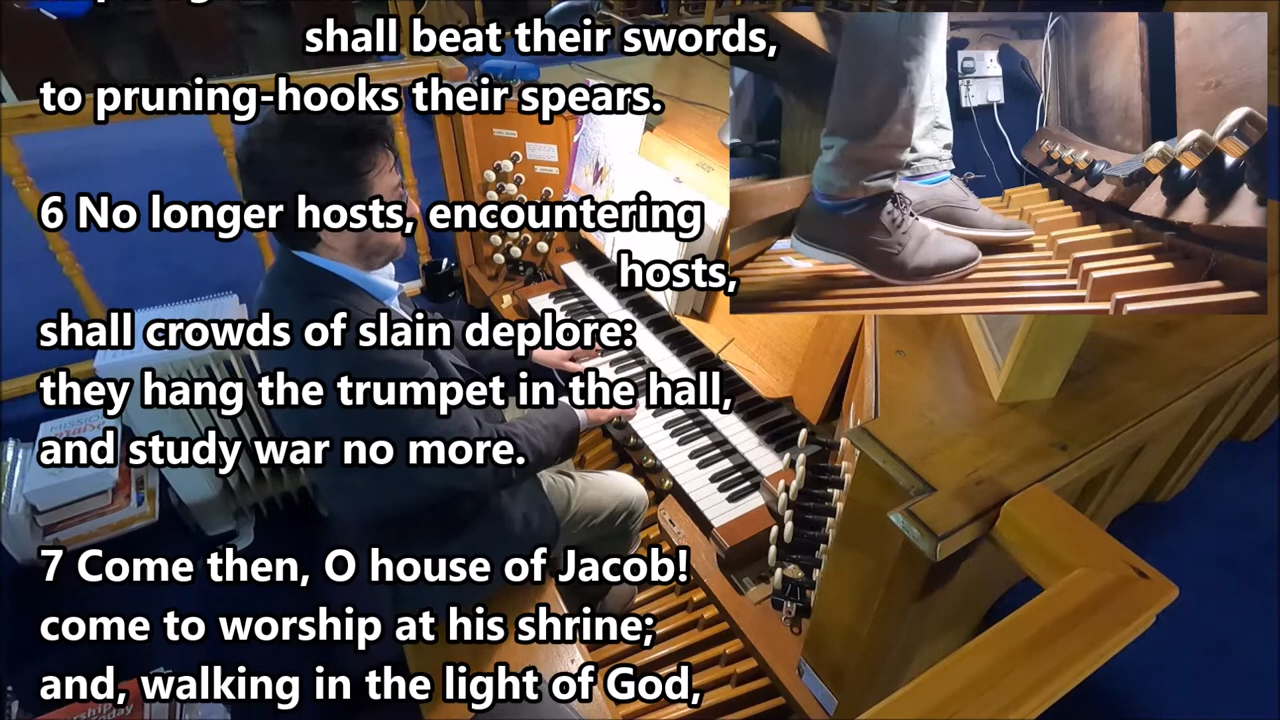 shall beat their swords,
to pruning-hooks their spears.
6 No longer hosts, encountering
hosts,
shall crowds of slain deplore:
they hang the trumpet in the hall,
and study war no more.
7 Come then, O house of Jacob!
come to worship at his shrine;
and, walking in the light of God,
MISSION
praise